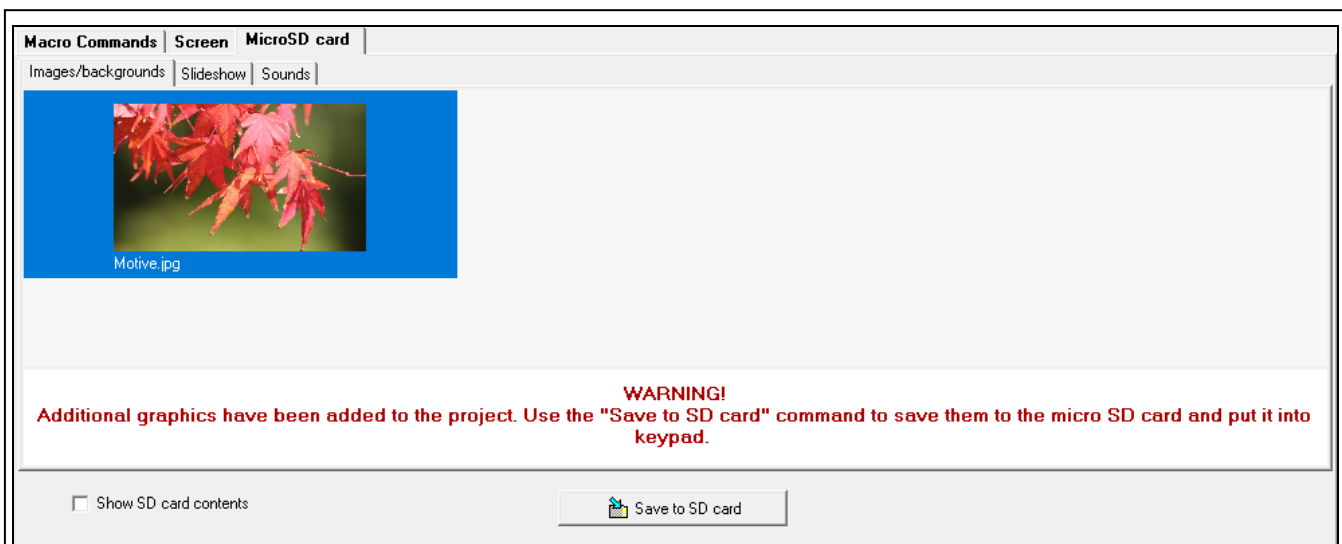 Macro Commands Screen MicroSD card
Images/backgrounds Slideshow Sounds
Motive.jpg
WARNING!
Additional graphics have been added to the project. Use the "Save to SD card" command to save them to the micro SD card and put it into
keypad.
Show SD card contents Save to SD card